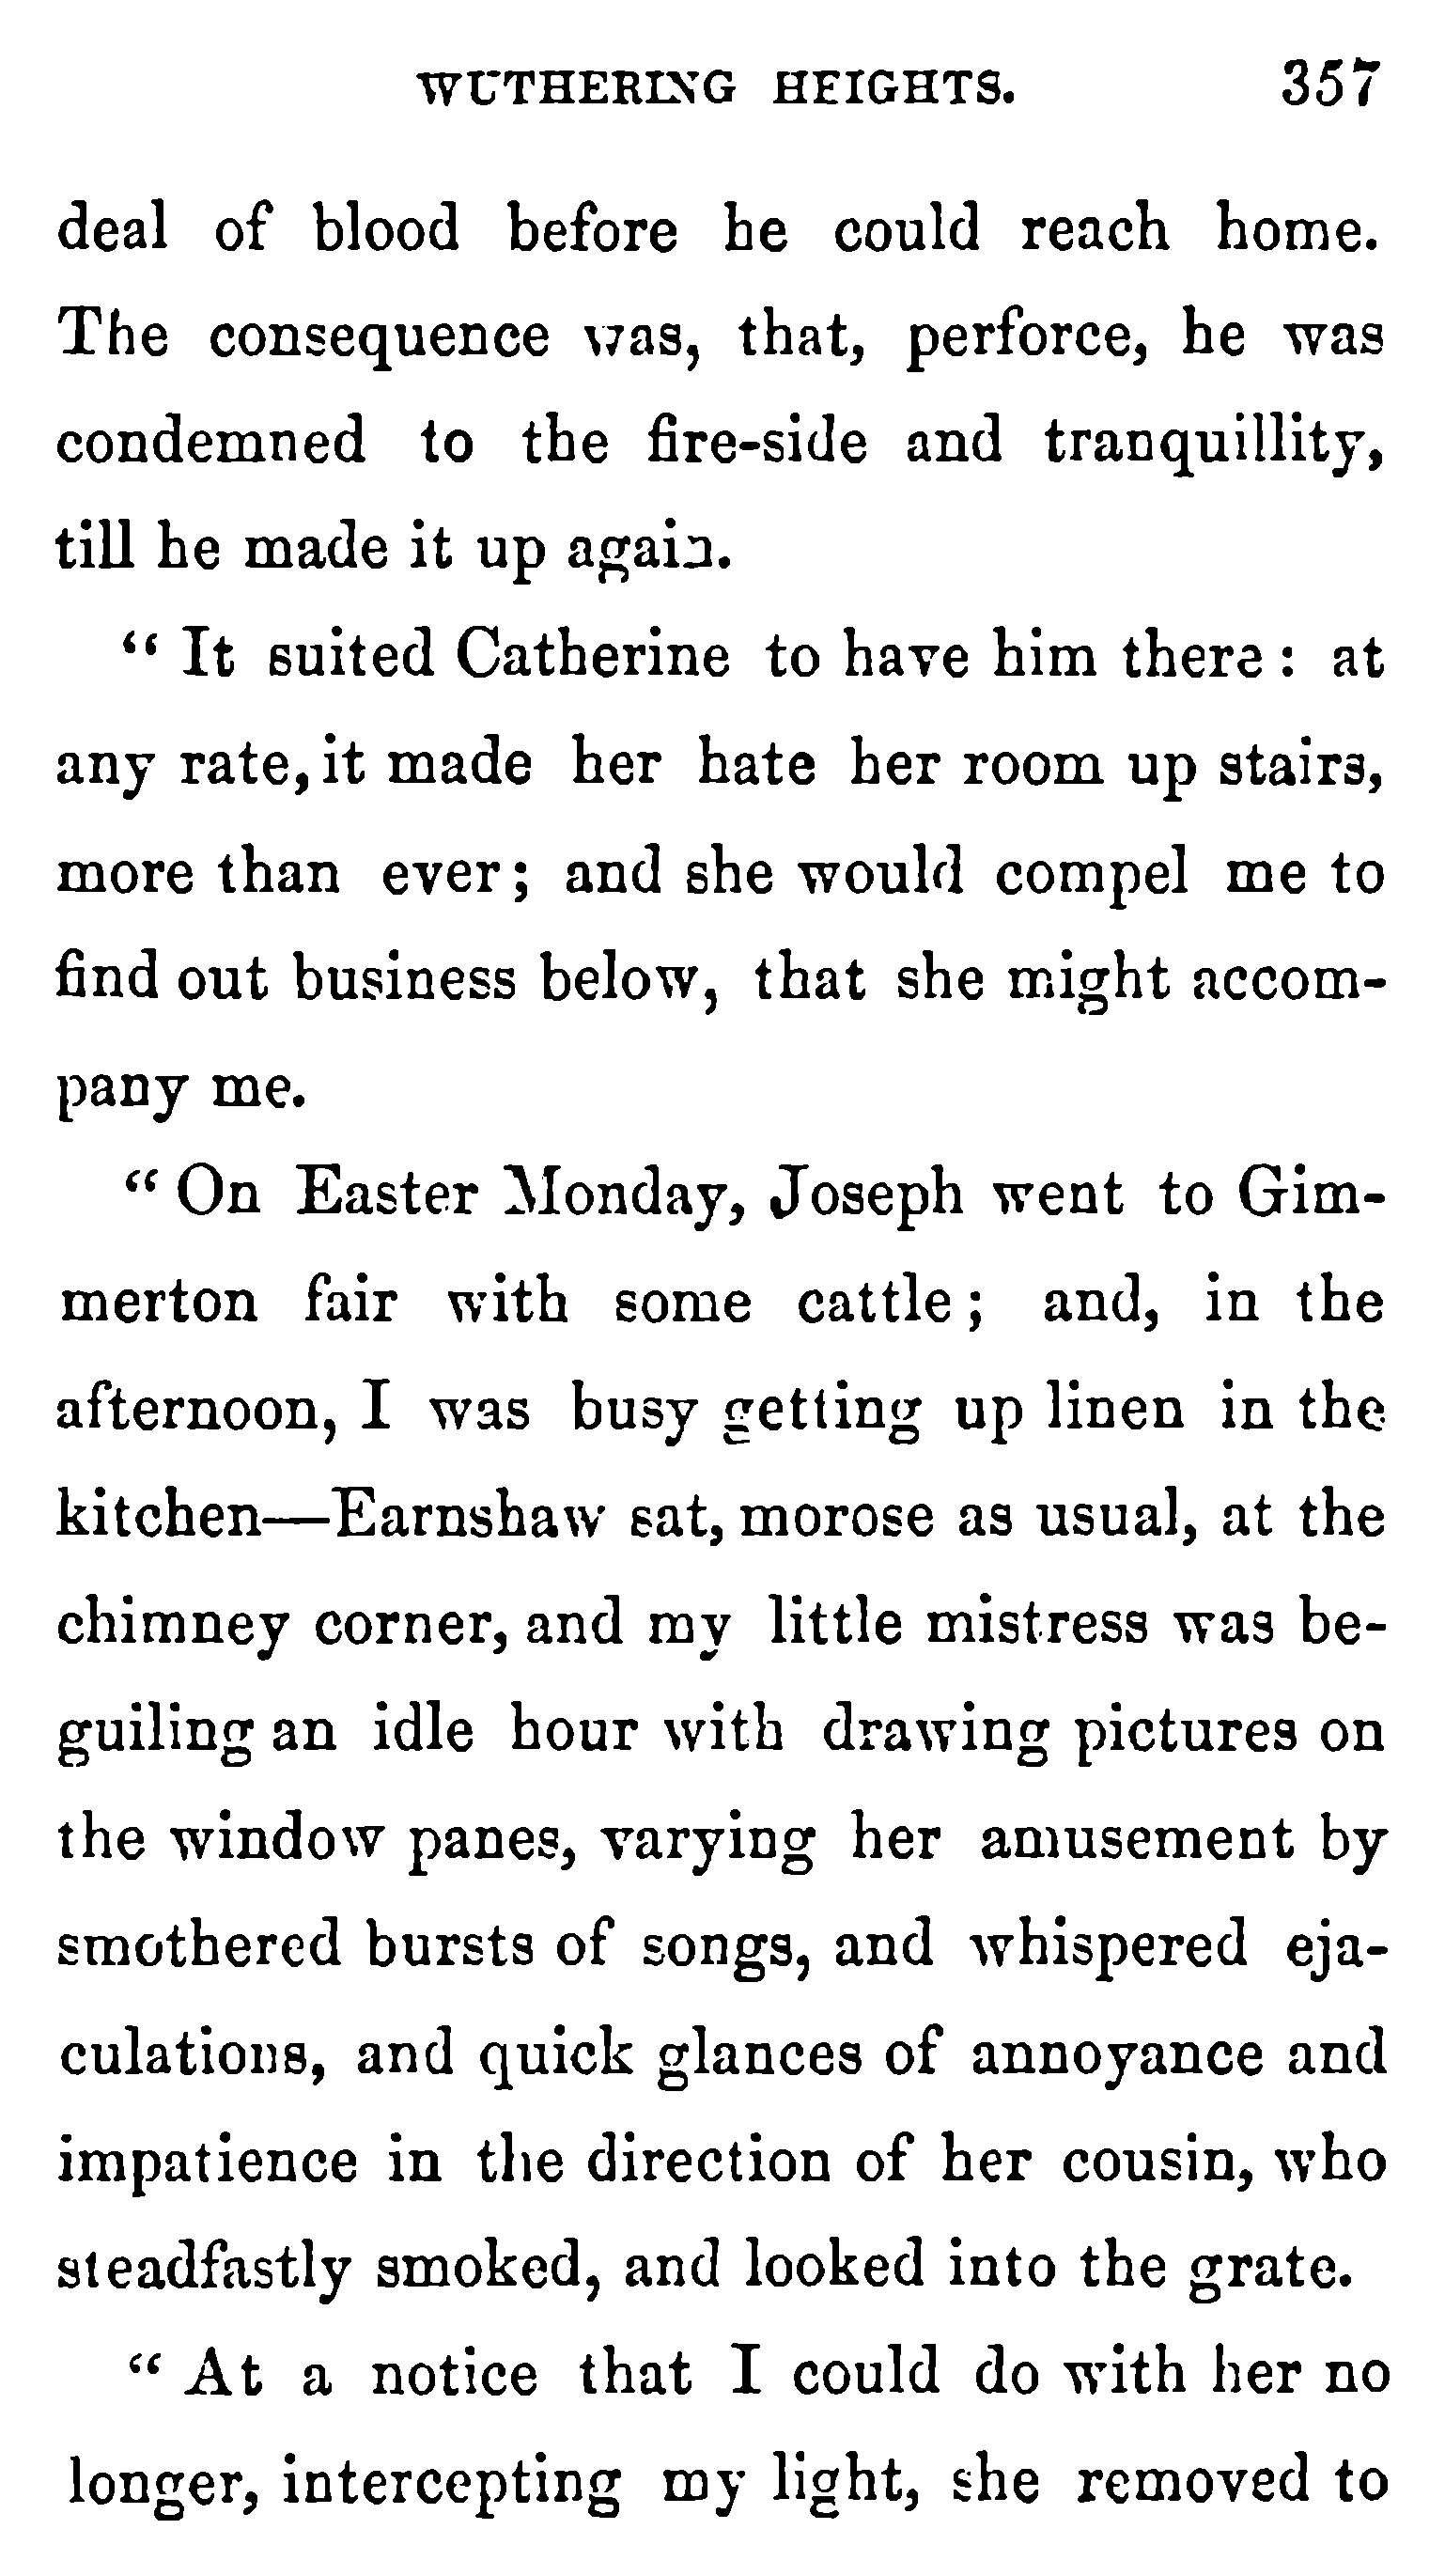 WUTHERING HEIGHTS. 357
deal of blood before he could reach home.
The consequence was, that, perforce, he was
condemned to the fire-side and tranquillity,
till he made it up again.
“ It suited Catherine to have him there : at
any rate, it made her hate her room up stairs,
more than ever; and she would compel me to
find out business below, that she might accom-
pany me.
“ On Easter Monday, Joseph went to Gim-
merton fair with some cattle; and, in the
afternoon, I was busy getting up linen in the
kitchen—Earnshaw sat, morose as usual, at the
chimney corner, and my little mistress was be-
guiling an idle hour with drawing pictures on
the window panes, varying her amusement by
smothered bursts of songs, and whispered eja-
culations, and quick glances of annoyance and
impatience in the direction of her cousin, who
steadfastly smoked, and looked into the grate.
“ At a notice that I could do with her no
longer, intercepting my light, she removed to